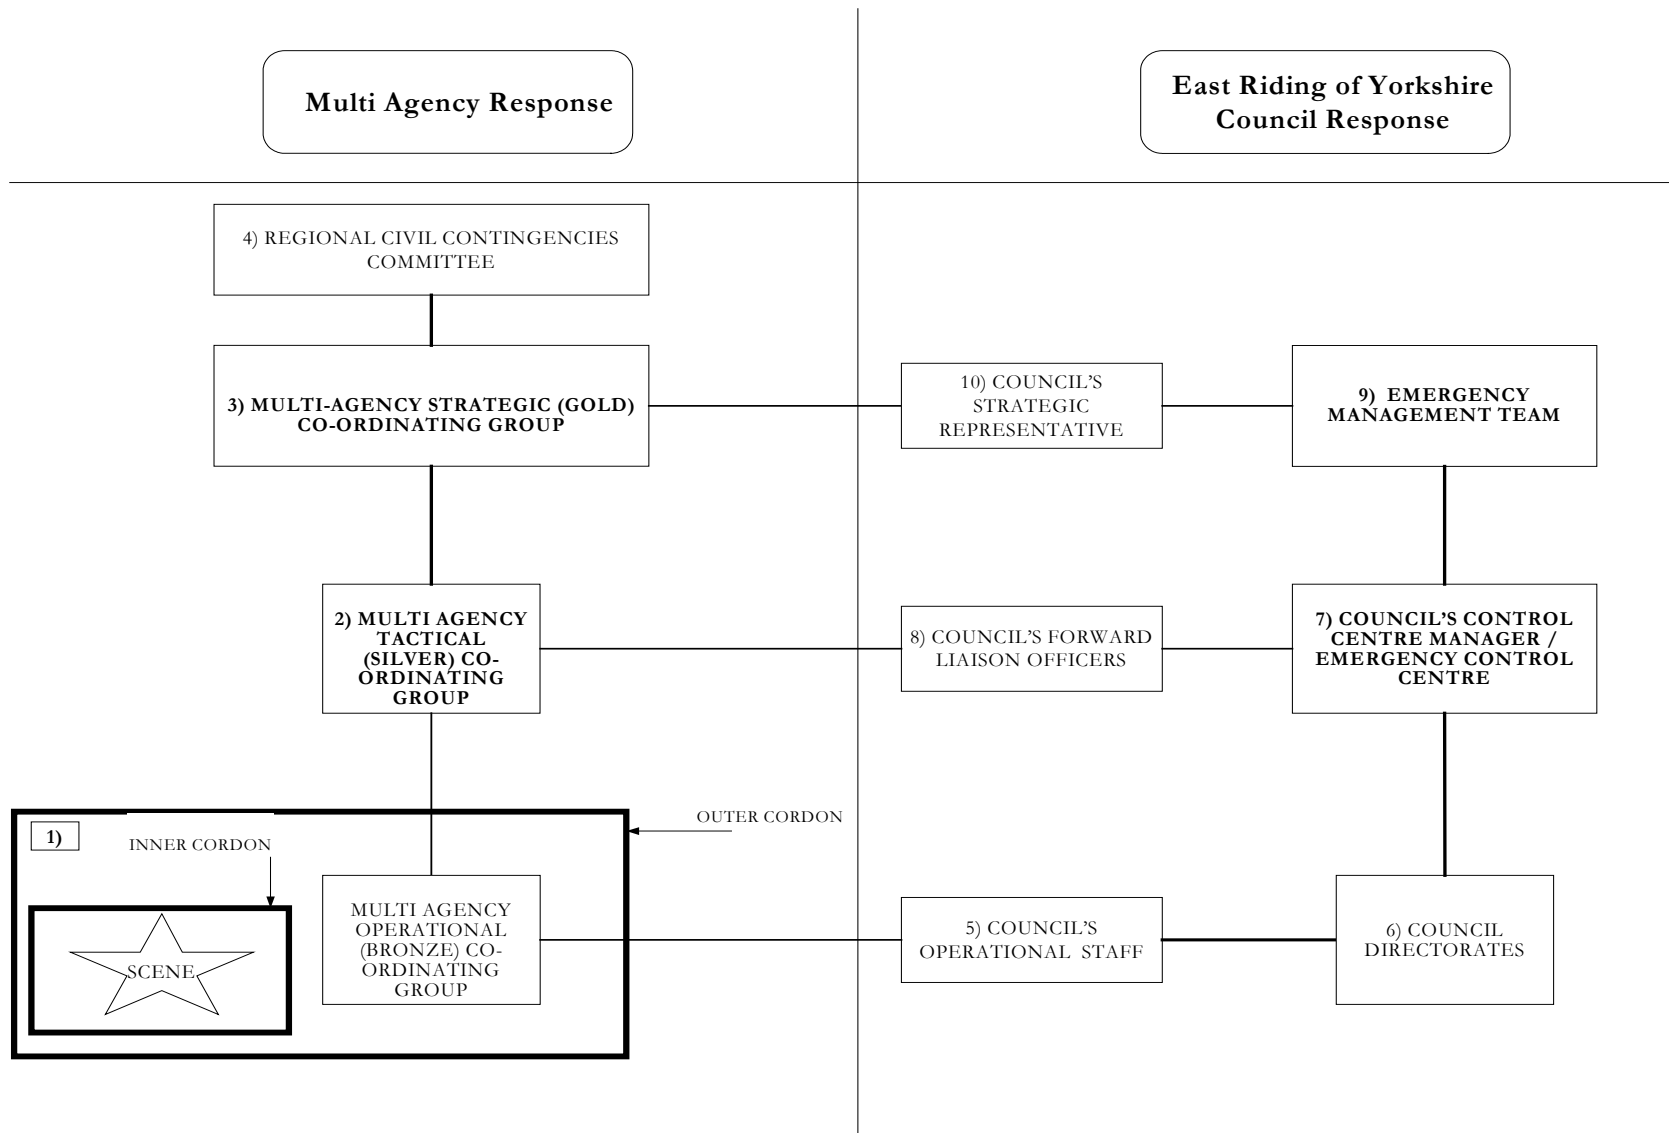 Multi Agency Response
East Riding of Yorkshire
Council Response
4) REGIONAL CIVIL CONTINGENCIES
COMMITTEE
3) MULTI-AGENCY STRATEGIC (GOLD)
CO-ORDINATING GROUP
10) COUNCIL'S
STRATEGIC
REPRESENTATIVE
9) EMERGENCY
MANAGEMENT TEAM
2) MULTI AGENCY
TACTICAL
(SILVER) CO-
ORDINATING
GROUP
8) COUNCIL'S FORWARD
LIAISON OFFICERS
7) COUNCIL'S CONTROL
CENTRE MANAGER /
EMERGENCY CONTROL
CENTRE
OUTER CORDON
1)
INNER CORDON
SCENE
MULTI AGENCY
OPERATIONAL
(BRONZE) CO-
ORDINATING
GROUP
5) COUNCIL'S
OPERATIONAL STAFF
6) COUNCIL
DIRECTORATES